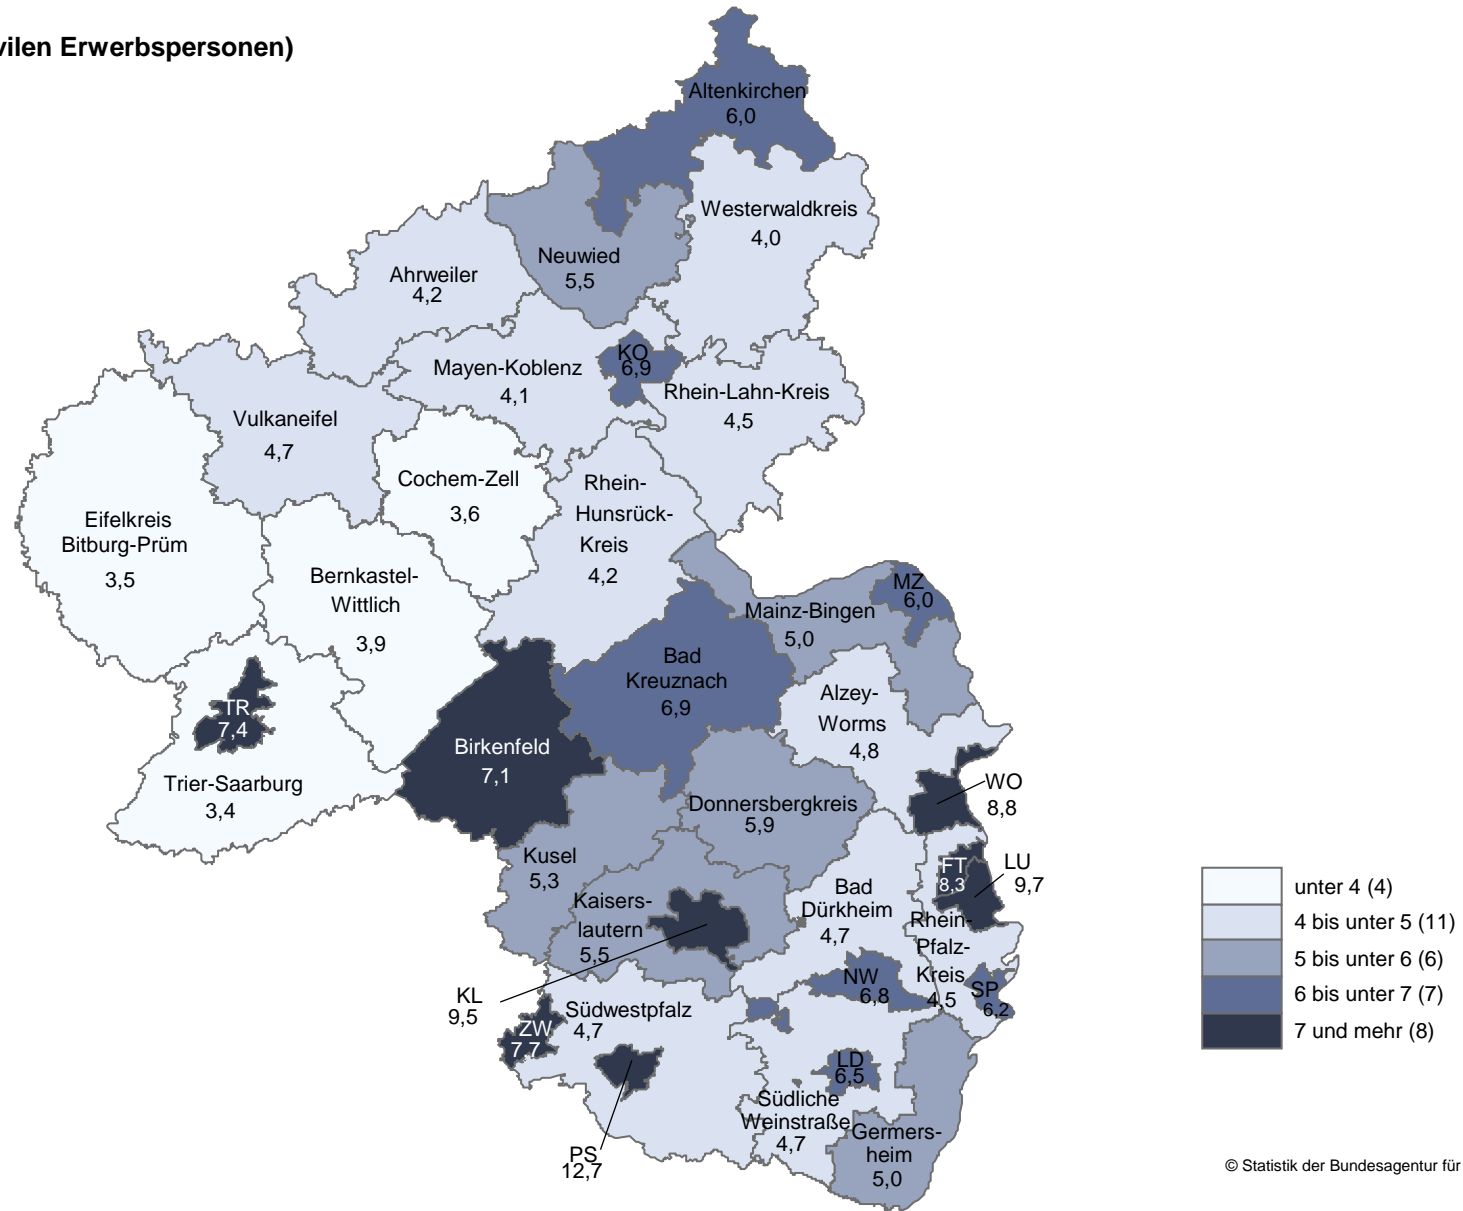 vilen Erwerbspersonen)
Altenkirchen
6,0
Westerwaldkreis
4,0
Neuwied
5,5
Ahrweiler
4,2
KO
6,9
Mayen-Koblenz
4,1
Rhein-Lahn-Kreis
4,5
Vulkaneifel
4,7
Cochem-Zell
3,6
Rhein-
Hunsrück-
Kreis
4,2
Eifelkreis
Bitburg-Prüm
3,5
Bernkastel-
Wittlich
3,9
MZ
6,0
Mainz-Bingen
5,0
Bad
Kreuznach
6,9
Alzey-
Worms
4,8
TR
7,4
Birkenfeld
7,1
Trier-Saarburg
3,4
WO
8,8
Donnersbergkreis
5,9
Kusel
5,3
FT
8,3
LU
9,7
Bad
Dürkheim
4,7
Kaisers-
lautern
5,5
Rhein-
Pfalz-
Kreis
4,5
NW
6,8
SP
6,2
KL
9,5
Südwestpfalz
4,7
ZW
7,7
LD
6,5
Südliche
Weinstraße
4,7
Germers-
heim
5,0
PS
12,7
unter 4 (4)
4 bis unter 5 (11)
5 bis unter 6 (6)
6 bis unter 7 (7)
7 und mehr (8)
© Statistik der Bundesagentur für